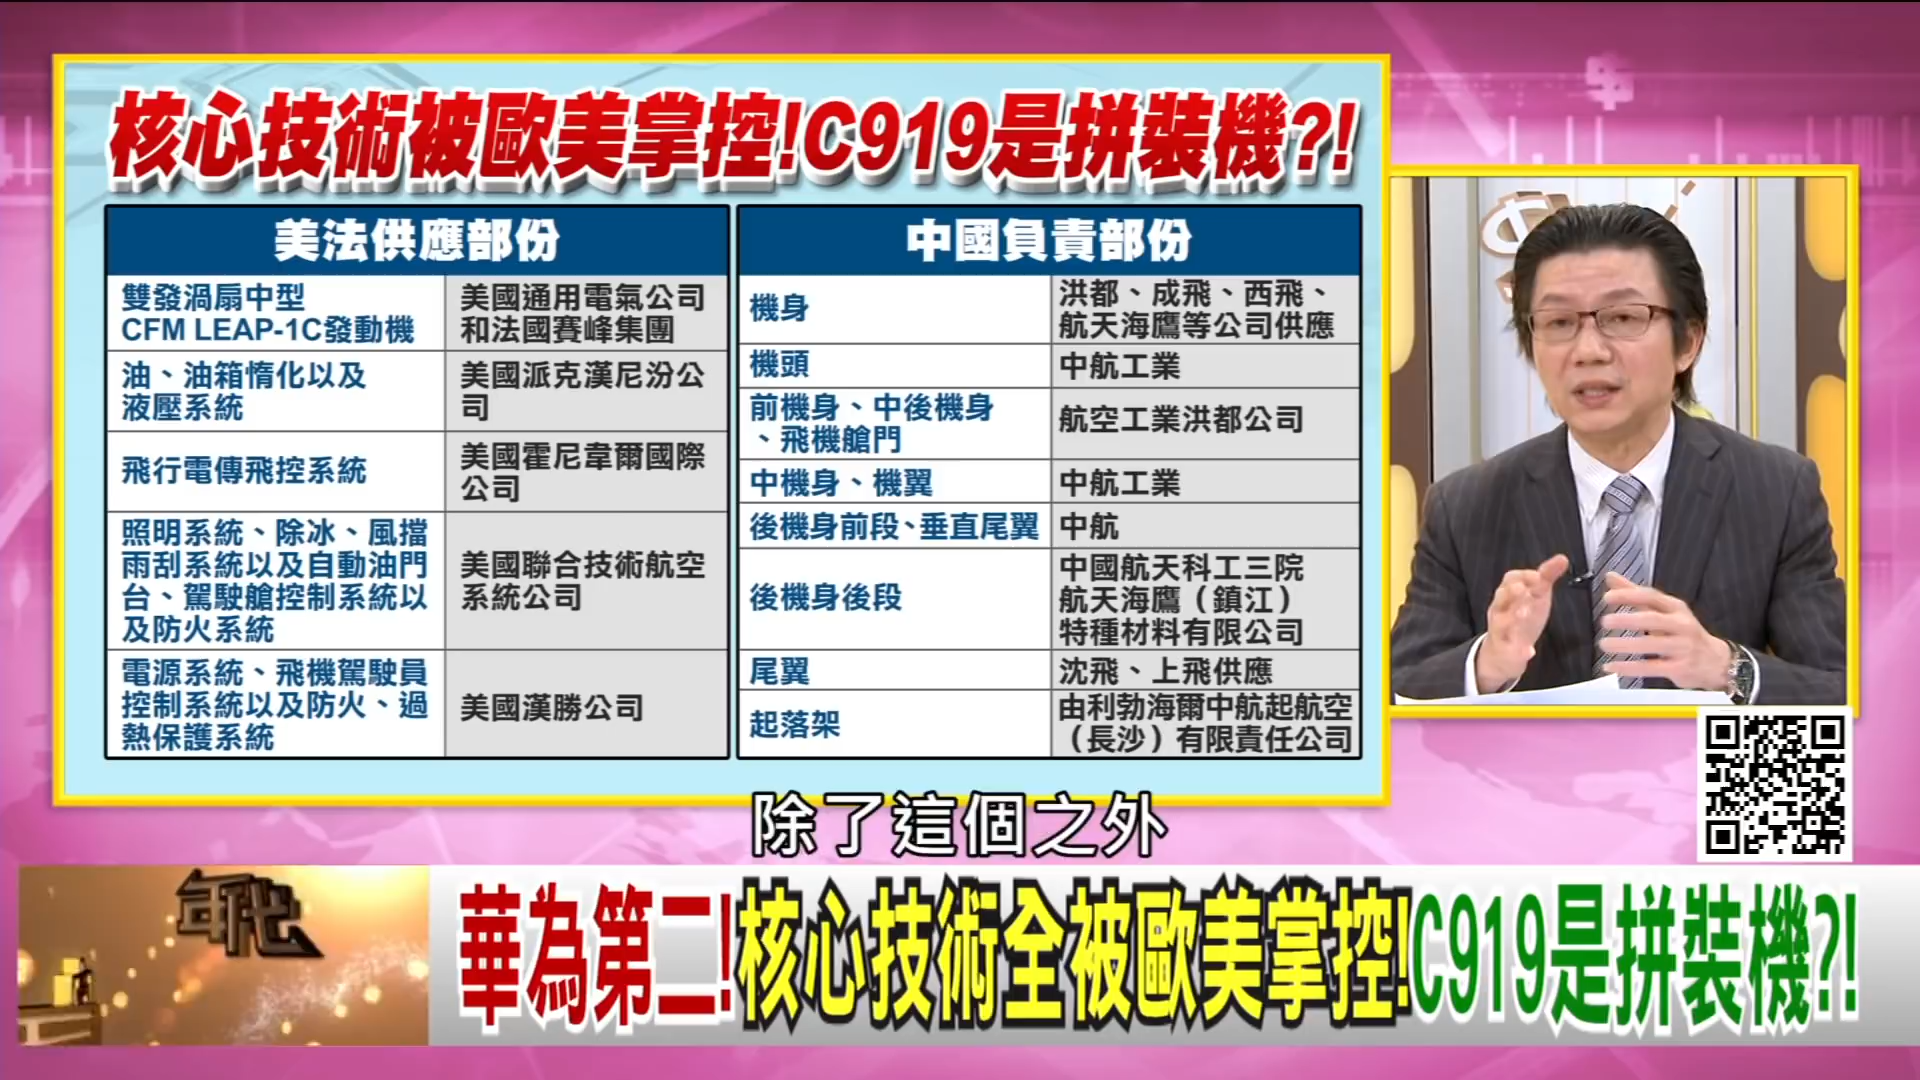 核心技術被歐美掌控!C919是拼裝機?!
美法供應部份
雙發渦扇中型
CFM LEAP-1C發動機
美國通用電氣公司
和法國賽峰集團
油、油箱惰化以及
液壓系統
美國派克漢尼汾公
司
飛行電傳飛控系統
美國霍尼韋爾國際
公司
照明系統、除冰、風擋
雨刮系統以及自動油門
台、駕駛艙控制系統以
及防火系統
美國聯合技術航空
系統公司
電源系統、飛機駕駛員
控制系統以及防火、過
熱保護系統
美國漢勝公司
中國負責部份
機身
洪都、成飛、西飛、
航天海鷹等公司供應
機頭
中航工業
前機身、中後機身
、飛機艙門
航空工業洪都公司
中機身、機翼
中航工業
後機身前段、垂直尾翼
中航
後機身後段
中國航天科工三院
航天海鷹（鎮江）
特種材料有限公司
尾翼
沈飛、上飛供應
起落架
由利勃海爾中航起航空
（長沙）有限責任公司
除了這個之外
年代
華為第二!核心技術全被歐美掌控!C919是拼裝機?!